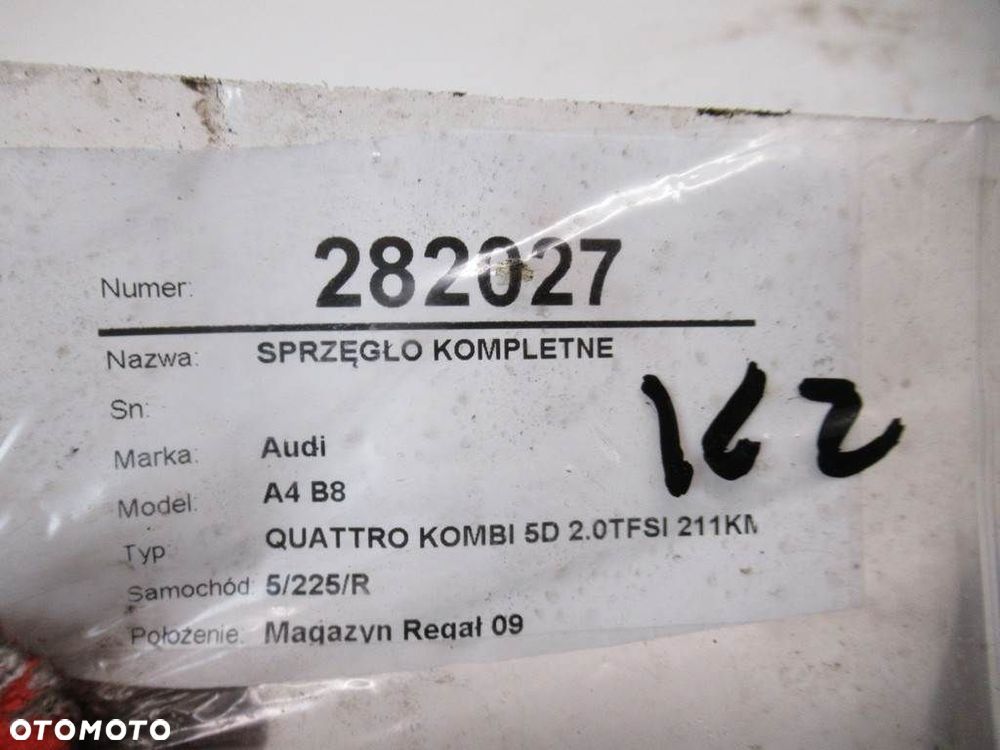 Numer: 282027
Nazwa: SPRZĘGŁO KOMPLETNE
Sn:
162
Marka: Audi
Model: A4 B8
Typ QUATTRO KOMBI 5D 2.0TFSI 211KM
Samochód: 5/225/R
Położenie: Magazyn Regał 09
OTOMOTO